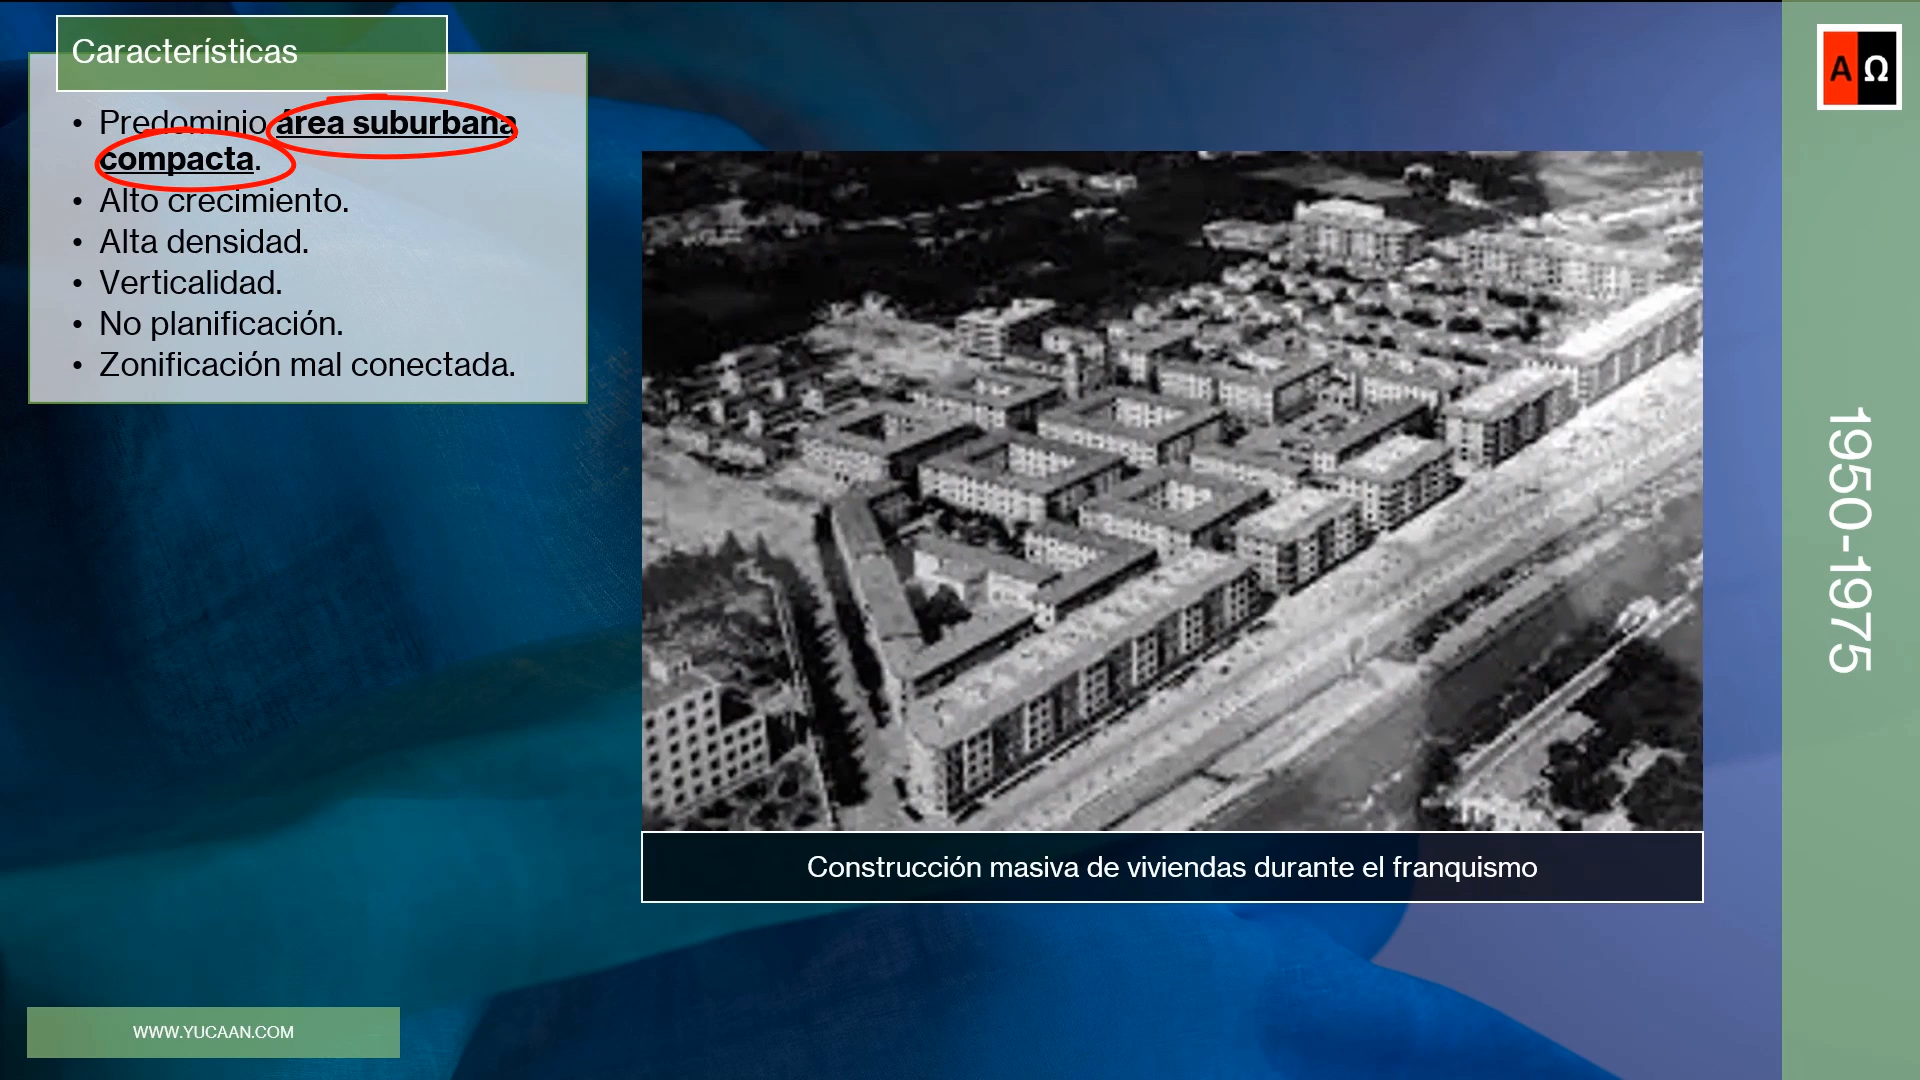 Características
• Predominio área suburbana
compacta.
• Alto crecimiento.
• Alta densidad.
• Verticalidad.
• No planificación.
• Zonificación mal conectada.
A Ω
1950-1975
Construcción masiva de viviendas durante el franquismo
WWW.YUCAAN.COM